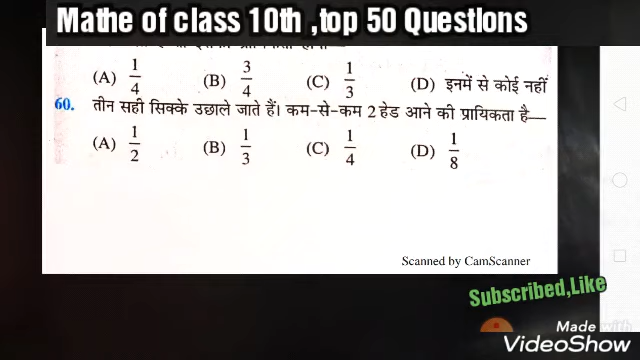 Mathe of class 10th ,top 50 QuestIons
(A) 1/4 (B) 3/4 (C) 1/3 (D) इनमें से कोई नहीं
60. तीन सही सिक्के उछाले जाते हैं। कम-से-कम 2 हेड आने की प्रायिकता है—
(A) 1/2 (B) 1/3 (C) 1/4 (D) 1/8
Scanned by CamScanner
Subscribed,Like
Made with
VideoShow